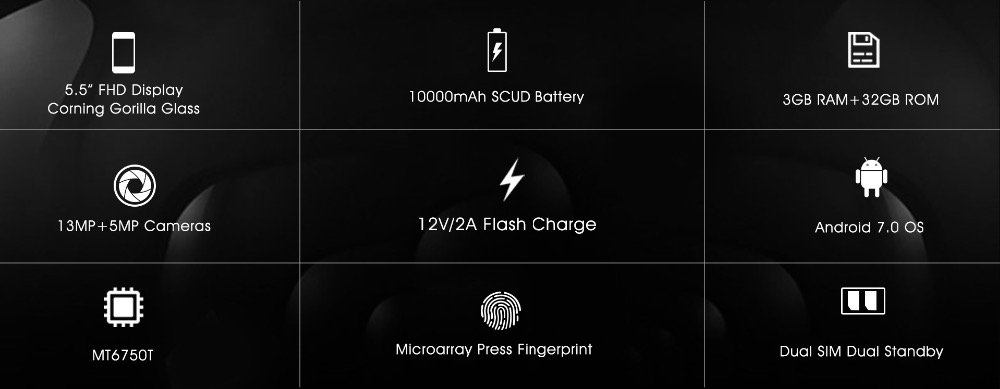 5.5” FHD Display
Corning Gorilla Glass
10000mAh SCUD Battery
3GB RAM+32GB ROM
13MP+5MP Cameras
12V/2A Flash Charge
Android 7.0 OS
MT6750T
Microarray Press Fingerprint
Dual SIM Dual Standby